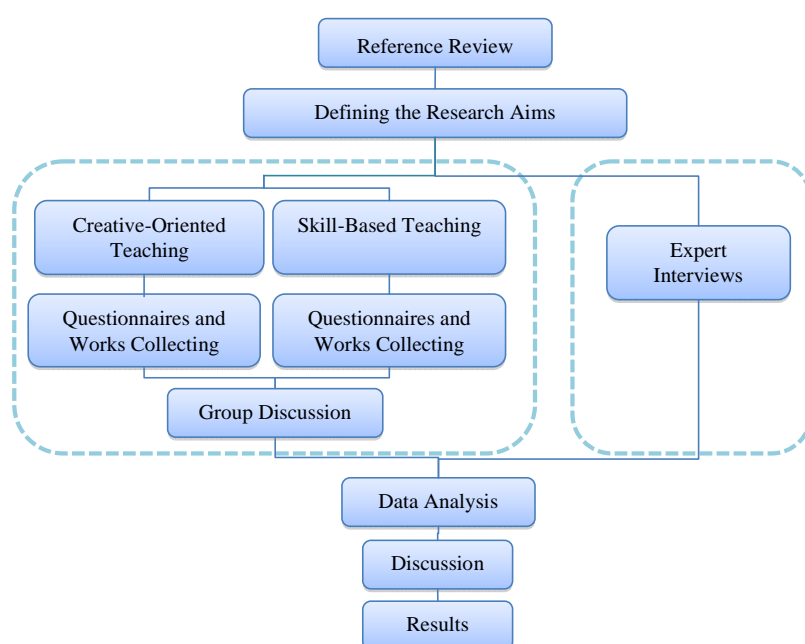 Reference Review
Defining the Research Aims
Creative-Oriented
Teaching
Skill-Based Teaching
Expert
Interviews
Questionnaires and
Works Collecting
Questionnaires and
Works Collecting
Group Discussion
Data Analysis
Discussion
Results